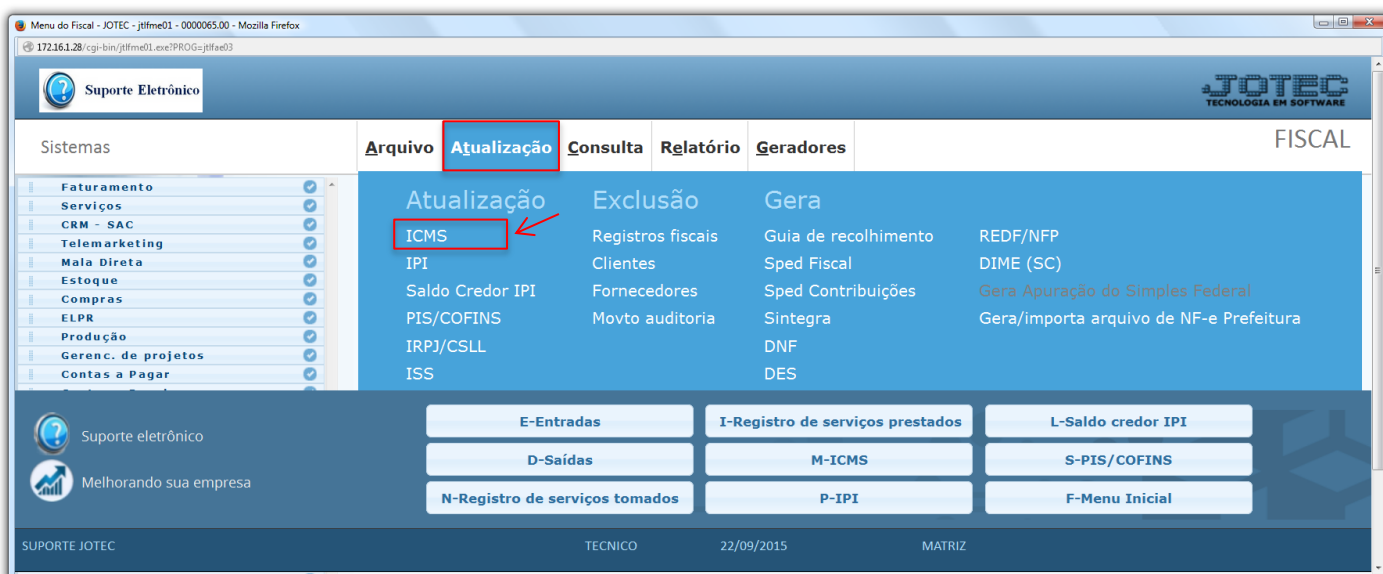 Menu do Fiscal - JOTEC - jtlfme01 - 0000065.00 - Mozilla Firefox
172.16.1.28/cgi-bin/jtlfme01.exe?PROG=jtlfae03
Suporte Eletrônico
JOTEC
TECNOLOGIA EM SOFTWARE
Sistemas
Arquivo Atualização Consulta Relatório Geradores
FISCAL
Faturamento
Serviços
CRM - SAC
Telemarketing
Mala Direta
Estoque
Compras
ELPR
Produção
Gerenc. de projetos
Contas a Pagar
Atualização Exclusão Gera
ICMS Registros fiscais Guia de recolhimento REDF/NFP
IPI Clientes Sped Fiscal DIME (SC)
Saldo Credor IPI Fornecedores Sped Contribuições Gera Apuração do Simples Federal
PIS/COFINS Movto auditoria Sintegra Gera/importa arquivo de NF-e Prefeitura
IRPJ/CSLL DNF
ISS DES
Suporte eletrônico
Melhorando sua empresa
E-Entradas I-Registro de serviços prestados L-Saldo credor IPI
D-Saídas M-ICMS S-PIS/COFINS
N-Registro de serviços tomados P-IPI F-Menu Inicial
SUPORTE JOTEC TECNICO 22/09/2015 MATRIZ